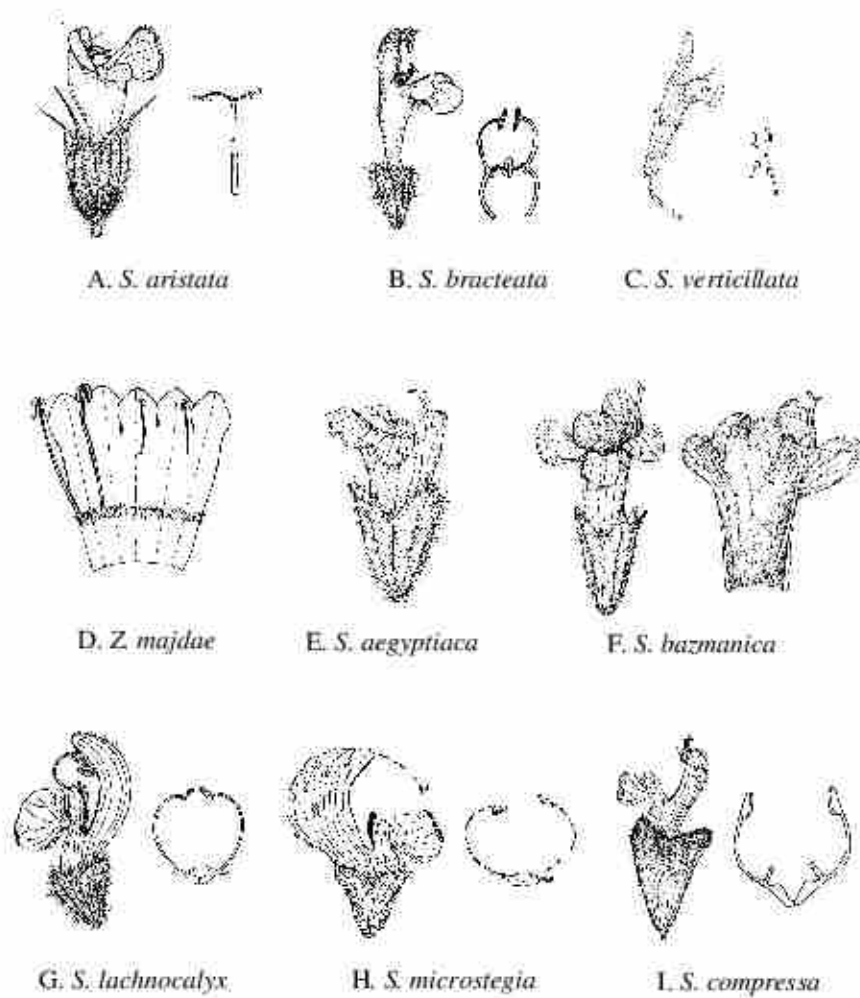 A. S. aristata
B. S. bracteata
C. S. verticillata
D. Z majdae
E. S. aegyptiaca
F. S. bazmanica
G. S. lachnocalyx
H. S. microstegia
I. S. compressa